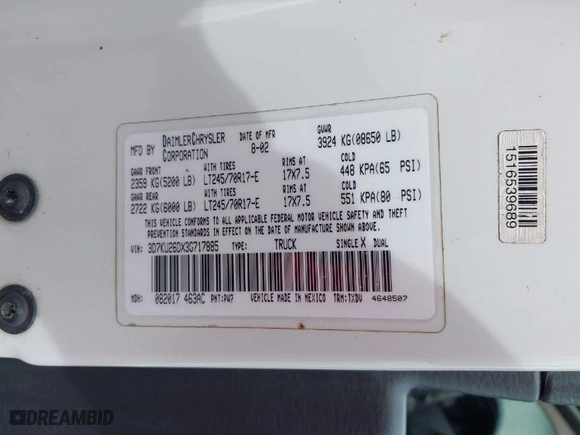 MFD BY DAIMLERCHRYSLER CORPORATION
DATE OF MFR 8-02
GVWR 3924 KG(08650 LB)
GAWR FRONT WITH TIRES RIMS AT COLD
2359 KG(5200 LB) LT245/70R17-E 17X7.5 448 KPA(65 PSI)
GAWR REAR WITH TIRES RIMS AT COLD
2722 KG(6000 LB) LT245/70R17-E 17X7.5 551 KPA(80 PSI)
THIS VEHICLE CONFORMS TO ALL APPLICABLE FEDERAL MOTOR VEHICLE SAFETY AND THEFT
PREVENTION STANDARDS IN EFFECT ON THE DATE OF MANUFACTURE SHOWN ABOVE.
VIN: 3D7KU26DX3G717885 TYPE: TRUCK SINGLE X DUAL
MDH: 082017 463AC PNT: PW7 VEHICLE MADE IN MEXICO TRM: TXDV 4648507
1516539689
DREAMBID